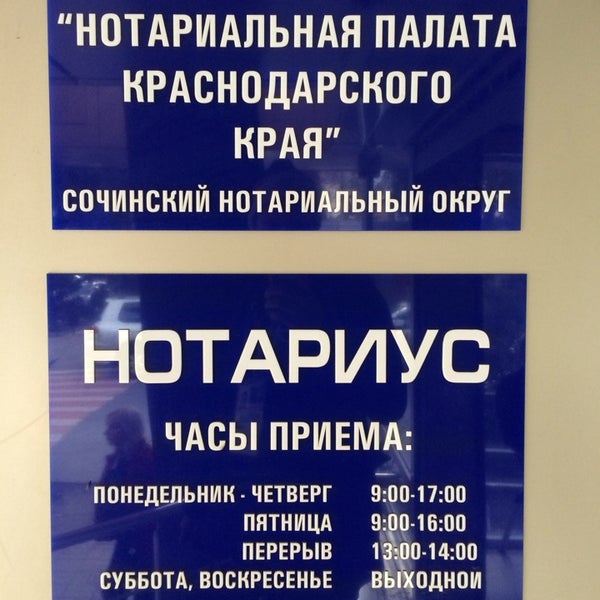 "НОТАРИАЛЬНАЯ ПАЛАТА
КРАСНОДАРСКОГО
КРАЯ"
СОЧИНСКИЙ НОТАРИАЛЬНЫЙ ОКРУГ
НОТАРИУС
ЧАСЫ ПРИЕМА:
ПОНЕДЕЛЬНИК - ЧЕТВЕРГ 9:00-17:00
ПЯТНИЦА 9:00-16:00
ПЕРЕРЫВ 13:00-14:00
СУББОТА, ВОСКРЕСЕНЬЕ ВЫХОДНОЙ